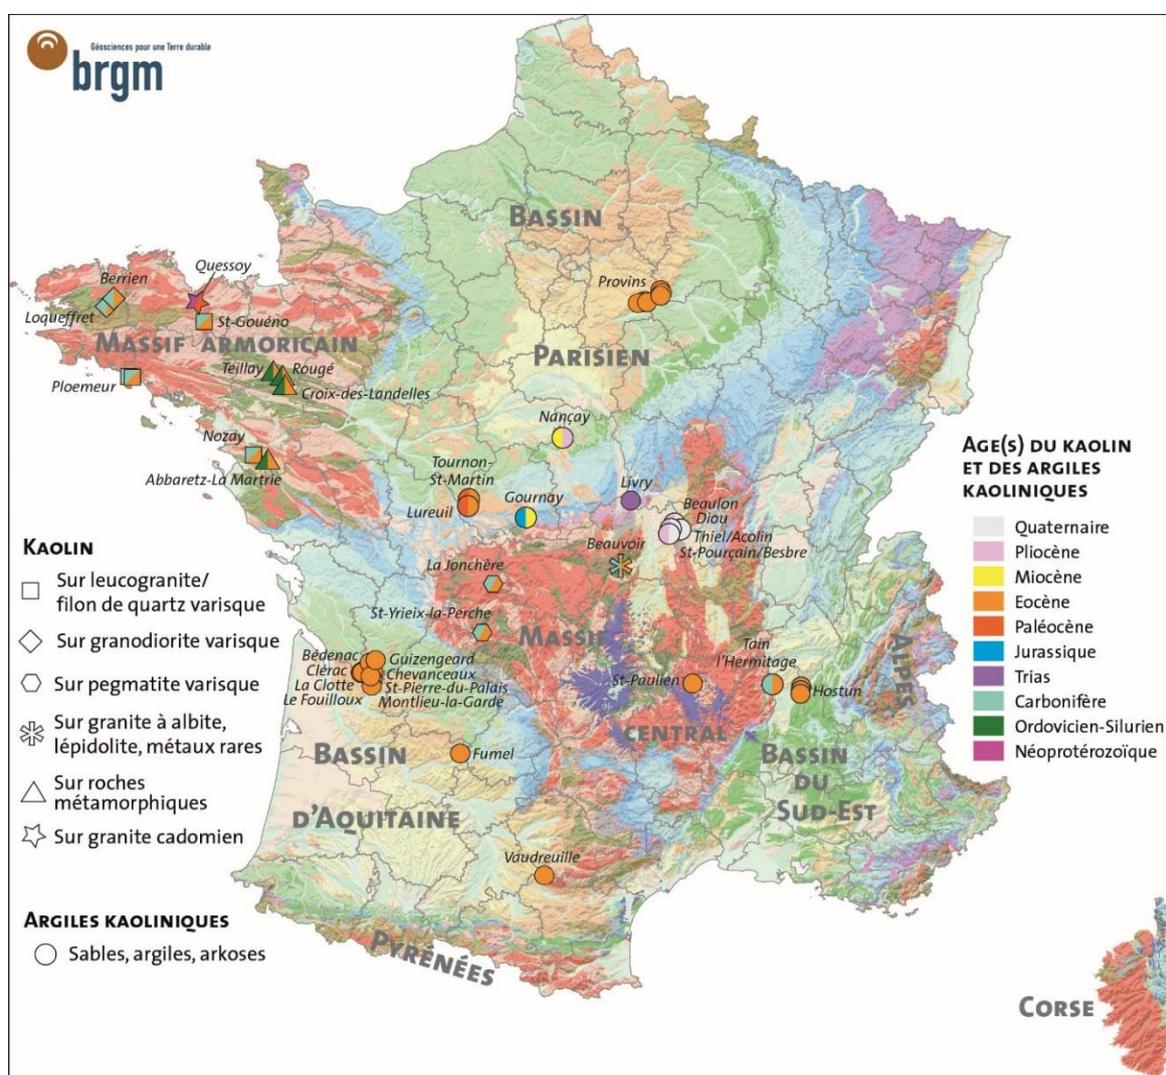 Géosciences pour une Terre durable
brgm
BASSIN
Quessoy
Berrien
Provins
Loqueffret
St-Gouéno
MASSIF ARMORICAIN
PARISIEN
Teillay
Rougé
Ploemeur
Croix-des-Landelles
Nançay
Nozay
Abbaretz-La Martrie
Tournon-
St-Martin
Lureuil
Gournay
Livry
Beaulon
Diou
Thiel/Acolin
St-Pourçain/Besbre
Beauvoir
La Jonchère
St-Yrieix-la-Perche
MASSIF
Tain
l'Hermitage
ALPES
Bédenac
Guizengeard
Clérac
Chevanceaux
La Clotte
St-Pierre-du-Palais
Le Fouilloux
Montlieu-la-Garde
St-Paulien
Hostun
CENTRAL
BASSIN
Fumel
BASSIN
DU
SUD-EST
D'AQUITAINE
Vaudreuille
PYRÉNÉES
CORSE
KAOLIN
Sur leucogranite/
filon de quartz varisque
Sur granodiorite varisque
Sur pegmatite varisque
Sur granite à albite,
lépidolite, métaux rares
Sur roches
métamorphiques
Sur granite cadomien
ARGILES KAOLINIQUES
Sables, argiles, arkoses
AGE(S) DU KAOLIN
ET DES ARGILES
KAOLINIQUES
Quaternaire
Pliocène
Miocène
Eocène
Paléocène
Jurassique
Trias
Carbonifère
Ordovicien-Silurien
Néoprotérozoïque